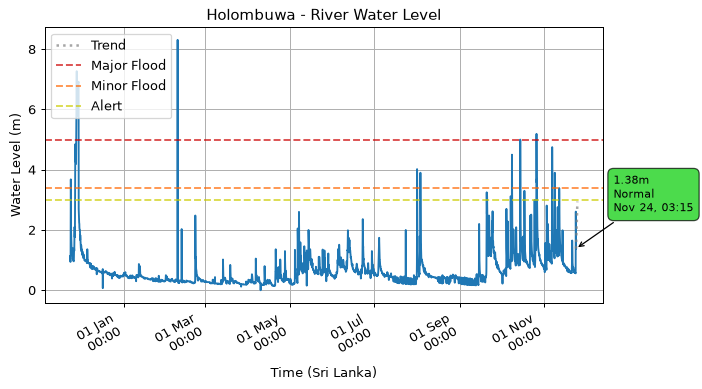 Holombuwa - River Water Level
Trend
Major Flood
Minor Flood
Alert
Water Level (m)
8
6
4
2
0
1.38m
Normal
Nov 24, 03:15
01 Jan
00:00
01 Mar
00:00
01 May
00:00
01 Jul
00:00
01 Sep
00:00
01 Nov
00:00
Time (Sri Lanka)